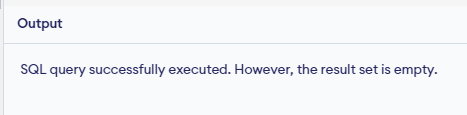 Output
SQL query successfully executed. However, the result set is empty.